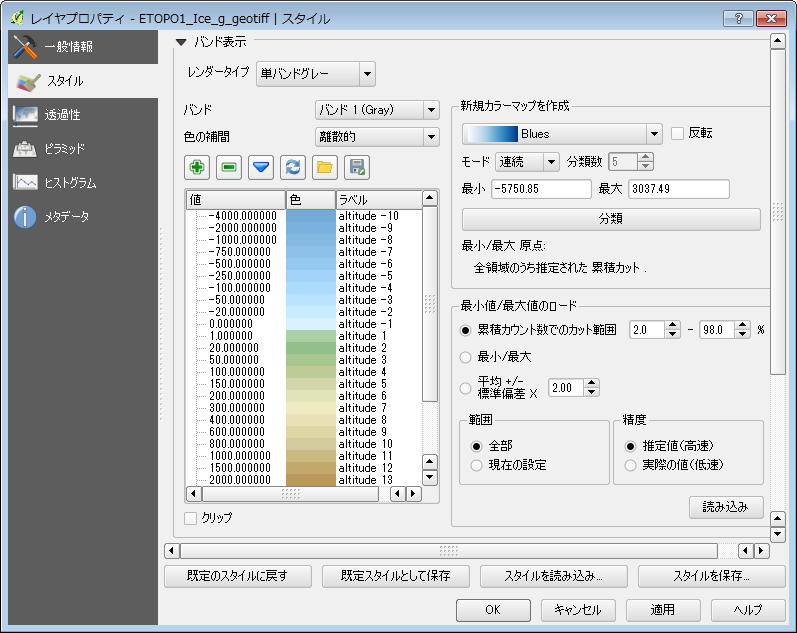 レイヤプロパティ - ETOPO1_Ice_g_geotiff | スタイル
一般情報
スタイル
透過性
ピラミッド
ヒストグラム
メタデータ
バンド表示
レンダータイプ 単バンドグレー
バンド バンド 1 (Gray)
色の補間 離散的
値 色 ラベル
-4000.000000 altitude -10
-2000.000000 altitude -9
-1000.000000 altitude -8
-750.000000 altitude -7
-500.000000 altitude -6
-250.000000 altitude -5
-100.000000 altitude -4
-50.000000 altitude -3
-20.000000 altitude -2
0.000000 altitude -1
1.000000 altitude 1
20.000000 altitude 2
50.000000 altitude 3
100.000000 altitude 4
150.000000 altitude 5
200.000000 altitude 6
300.000000 altitude 7
400.000000 altitude 8
600.000000 altitude 9
800.000000 altitude 10
1000.000000 altitude 11
1500.000000 altitude 12
2000.000000 altitude 13
クリップ
新規カラーマップを作成
Blues 反転
モード 連続 分類数 5
最小 -5750.85 最大 3037.49
分類
最小/最大 原点:
全領域のうち推定された 累積カット .
最小値/最大値のロード
累積カウント数でのカット範囲 2.0 - 98.0 %
最小/最大
平均 +/-
標準偏差 × 2.00
範囲
全部
現在の設定
精度
推定値(高速)
実際の値(低速)
読み込み
既定のスタイルに戻す 既定スタイルとして保存 スタイルを読み込み... スタイルを保存...
OK キャンセル 適用 ヘルプ